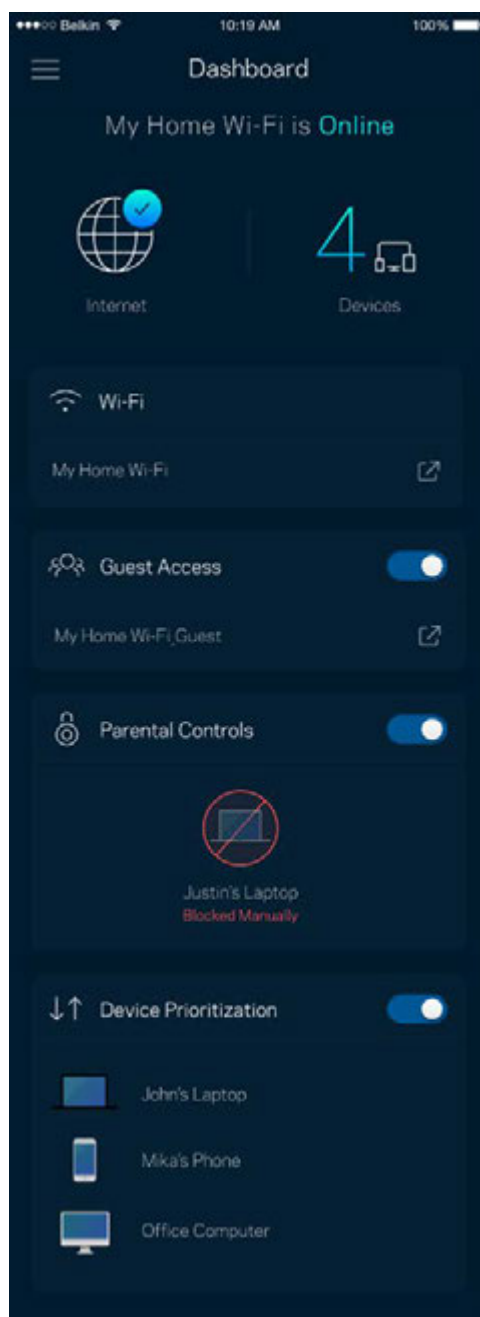 Belkin 10:19 AM 100%
Dashboard
My Home Wi-Fi is Online
4
Internet Devices
Wi-Fi
My Home Wi-Fi
Guest Access
My Home Wi-Fi_Guest
Parental Controls
Justin's Laptop
Blocked Manually
Device Prioritization
John's Laptop
Mika's Phone
Office Computer